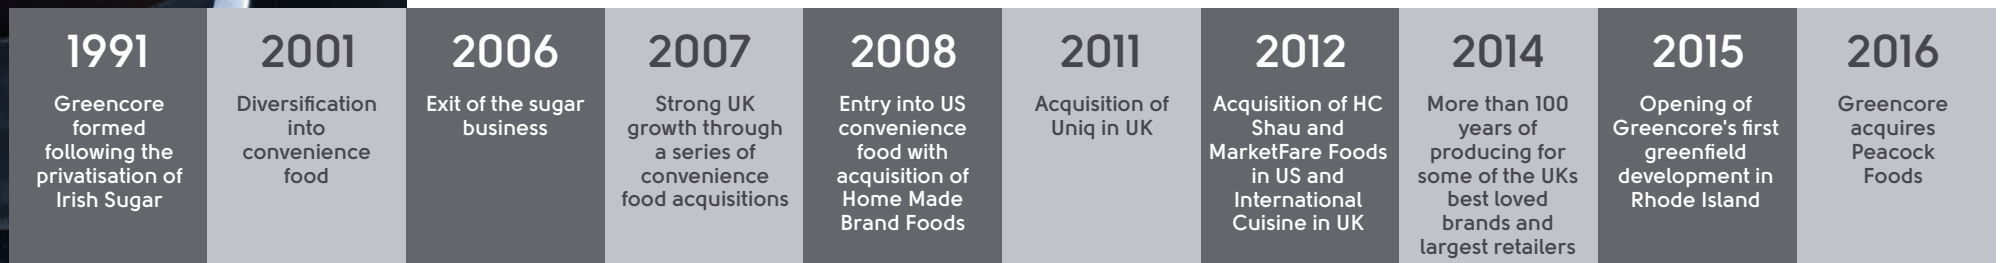 1991
Greencore
formed
following the
privatisation of
Irish Sugar
2001
Diversification
into
convenience
food
2006
Exit of the sugar
business
2007
Strong UK
growth through
a series of
convenience
food acquisitions
2008
Entry into US
convenience
food with
acquisition of
Home Made
Brand Foods
2011
Acquisition of
Uniq in UK
2012
Acquisition of HC
Shau and
MarketFare Foods
in US and
International
Cuisine in UK
2014
More than 100
years of
producing for
some of the UKs
best loved
brands and
largest retailers
2015
Opening of
Greencore's first
greenfield
development in
Rhode Island
2016
Greencore
acquires
Peacock
Foods